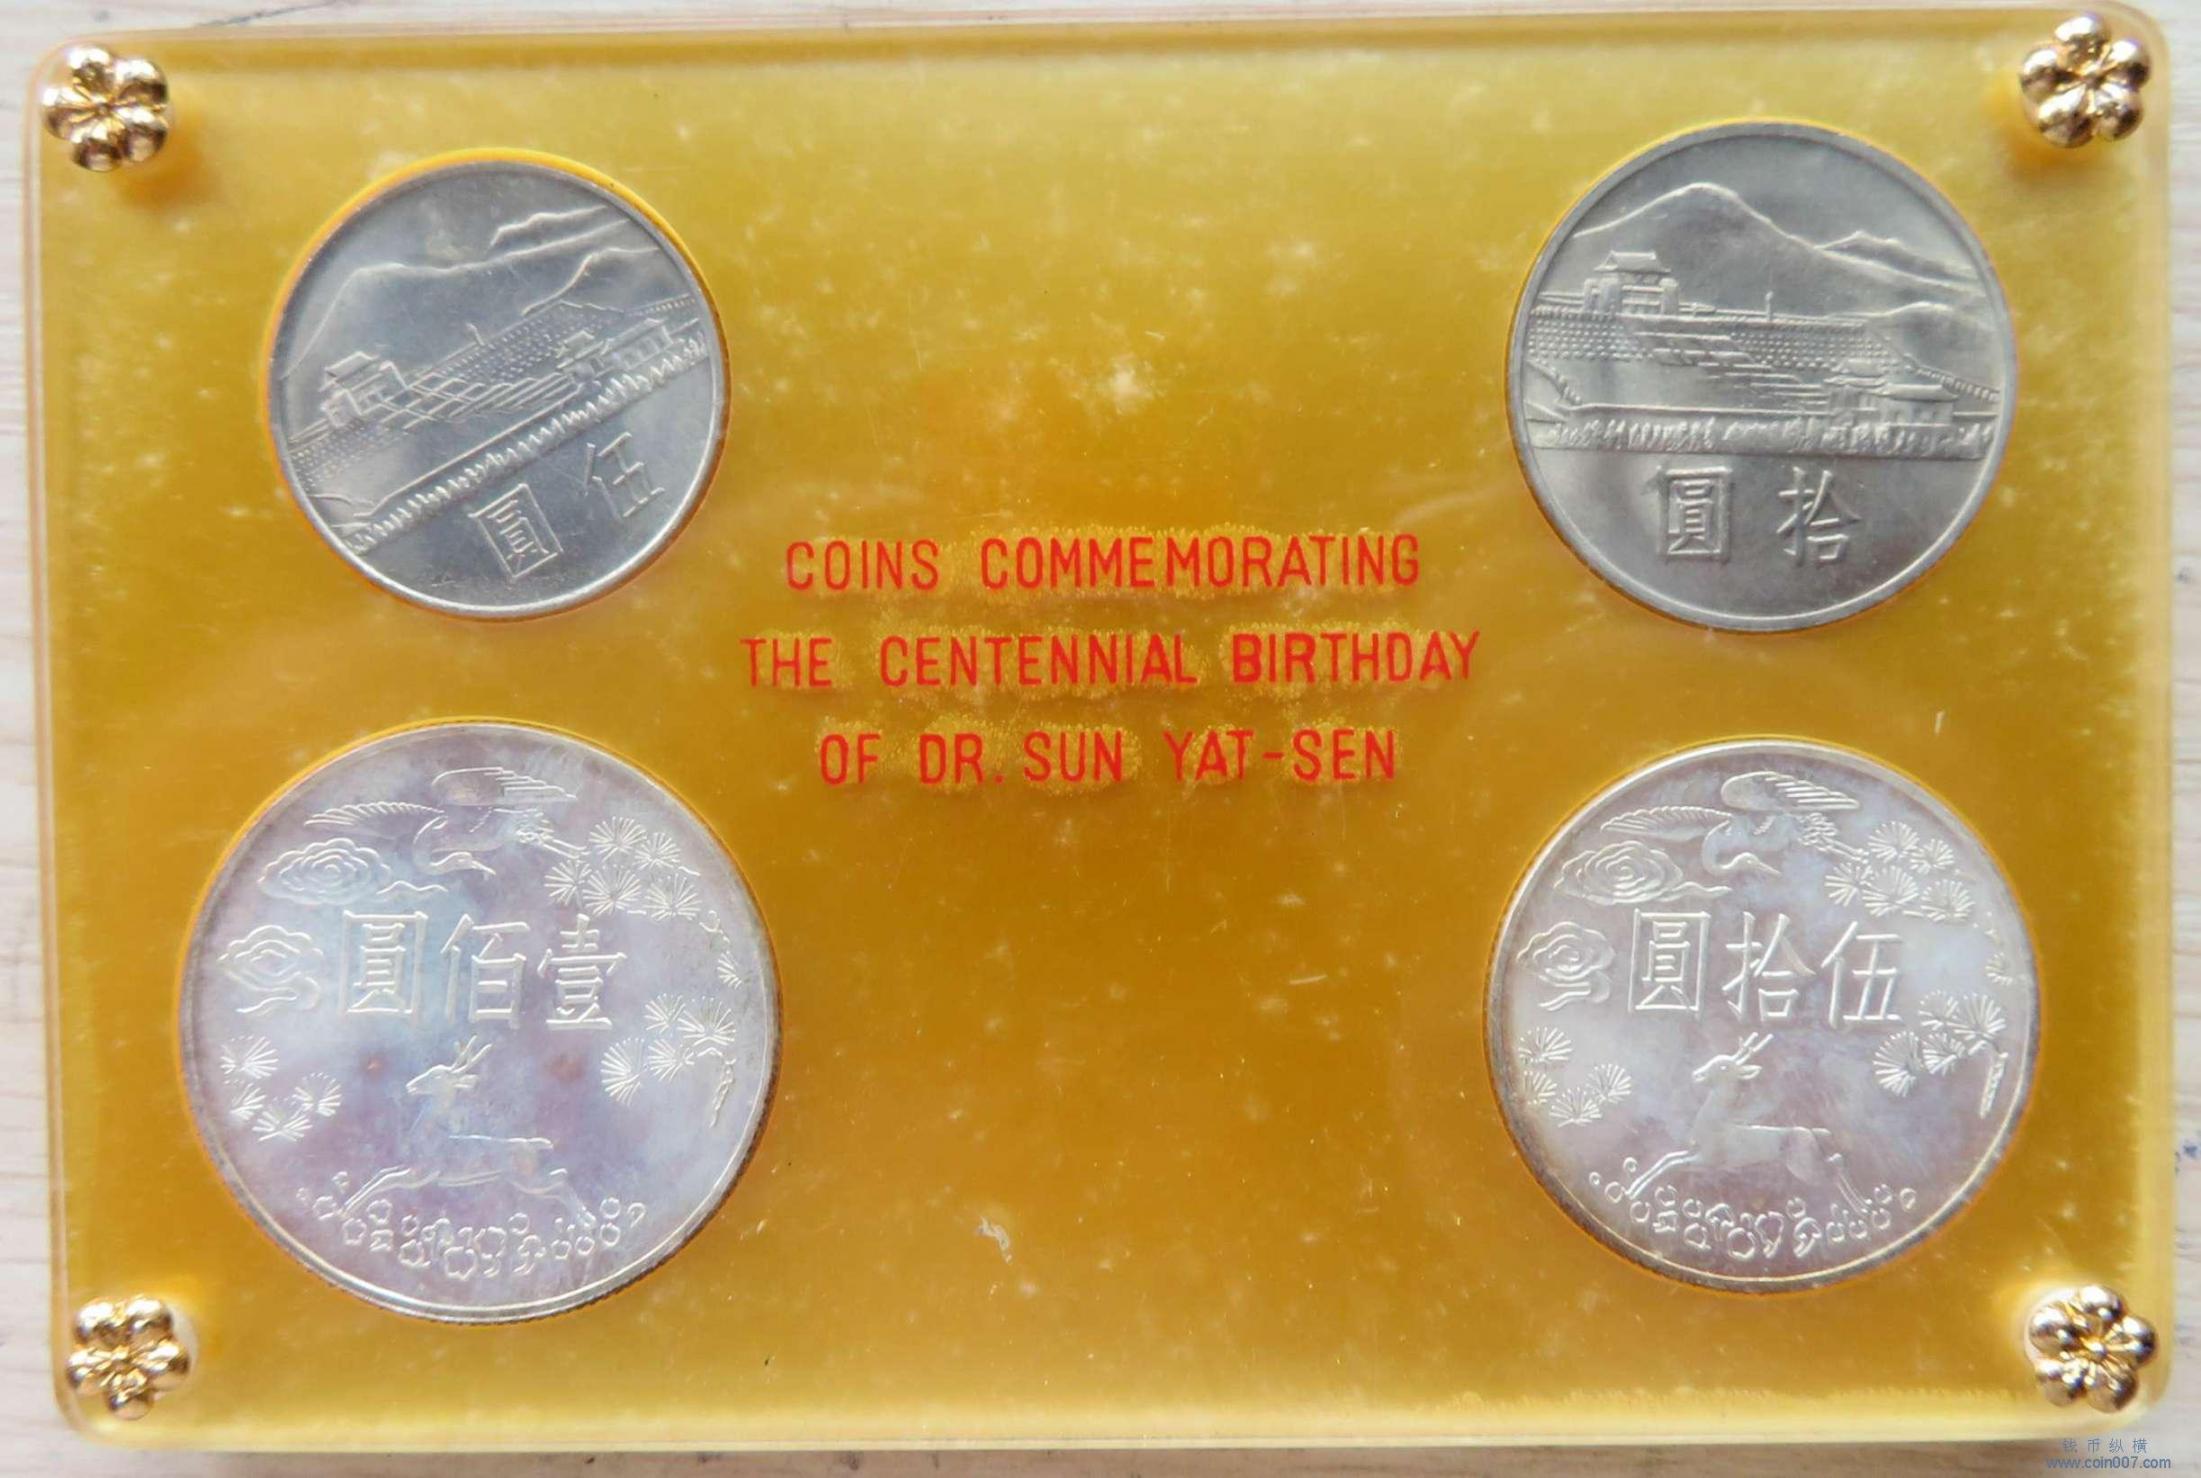 圓伍
圓拾
COINS COMMEMORATING
THE CENTENNIAL BIRTHDAY
OF DR. SUN YAT-SEN
圓佰壹
圓拾伍
钱币纵横
www.coin007.com